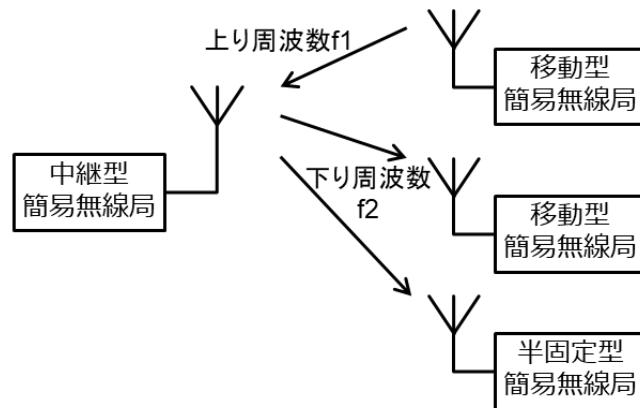 上り周波数f1
移動型
簡易無線局
中継型
簡易無線局
下り周波数
f2
移動型
簡易無線局
半固定型
簡易無線局